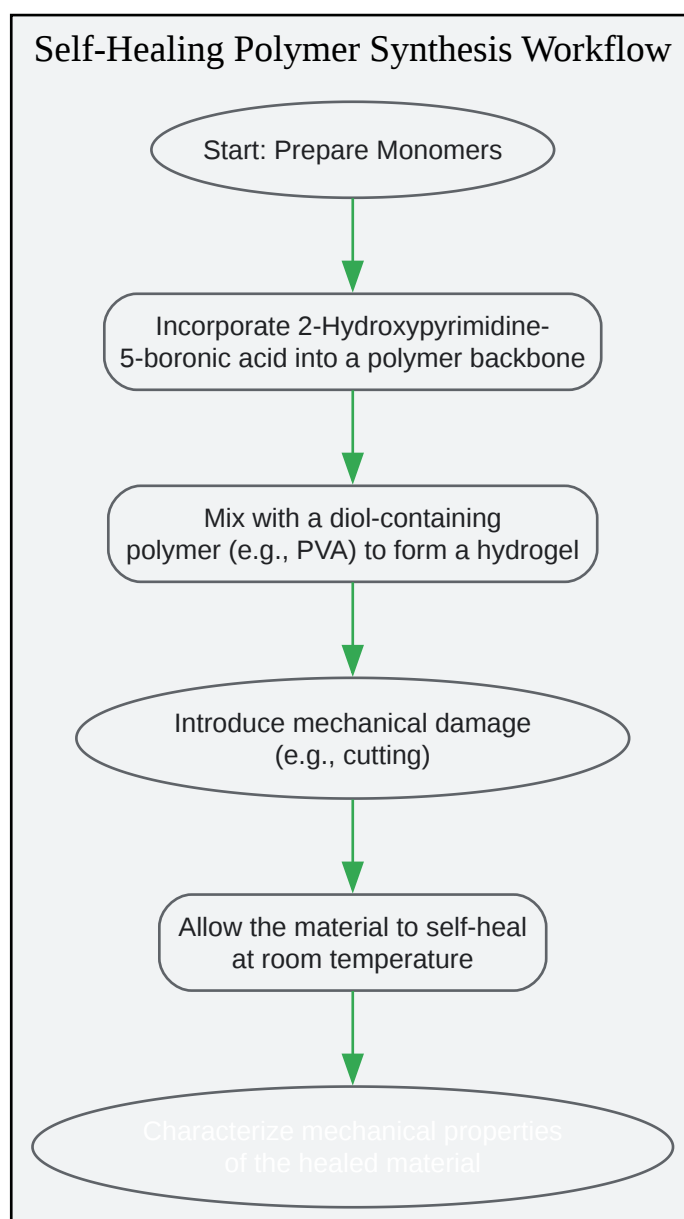 Self-Healing Polymer Synthesis Workflow
Start: Prepare Monomers
Incorporate 2-Hydroxypyrimidine-
5-boronic acid into a polymer backbone
Mix with a diol-containing
polymer (e.g., PVA) to form a hydrogel
Introduce mechanical damage
(e.g., cutting)
Allow the material to self-heal
at room temperature
Characterize mechanical properties
of the healed material